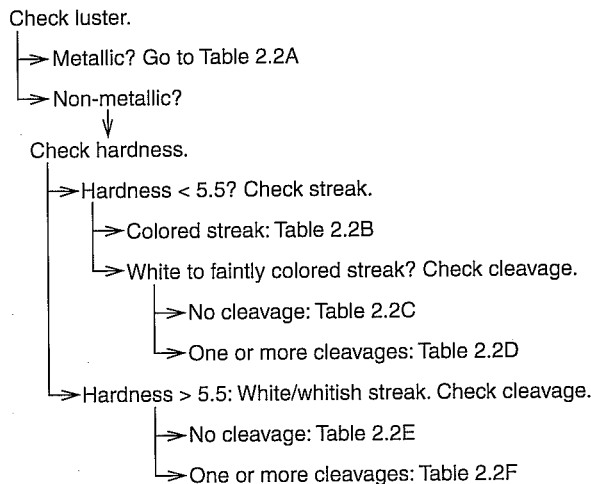 Check luster.
Metallic? Go to Table 2.2A
Non-metallic?
Check hardness.
Hardness < 5.5? Check streak.
Colored streak: Table 2.2B
White to faintly colored streak? Check cleavage.
No cleavage: Table 2.2C
One or more cleavages: Table 2.2D
Hardness > 5.5: White/whitish streak. Check cleavage.
No cleavage: Table 2.2E
One or more cleavages: Table 2.2F